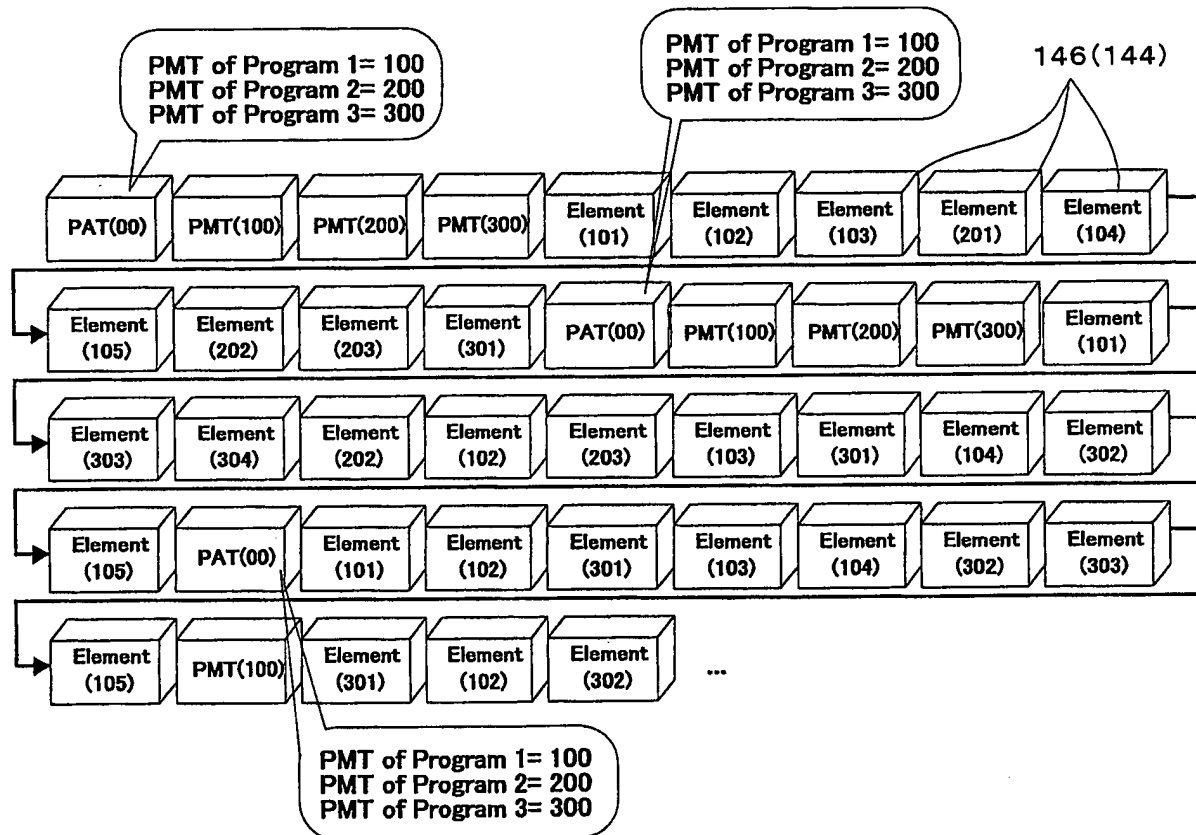 PMT of Program 1= 100
PMT of Program 2= 200
PMT of Program 3= 300
PMT of Program 1= 100
PMT of Program 2= 200
PMT of Program 3= 300
146(144)
PAT(00) PMT(100) PMT(200) PMT(300) Element (101) Element (102) Element (103) Element (201) Element (104)
Element (105) Element (202) Element (203) Element (301) PAT(00) PMT(100) PMT(200) PMT(300) Element (101)
Element (303) Element (304) Element (202) Element (102) Element (203) Element (103) Element (301) Element (104) Element (302)
Element (105) PAT(00) Element (101) Element (102) Element (301) Element (103) Element (104) Element (302) Element (303)
Element (105) PMT(100) Element (301) Element (102) Element (302) ...
PMT of Program 1= 100
PMT of Program 2= 200
PMT of Program 3= 300